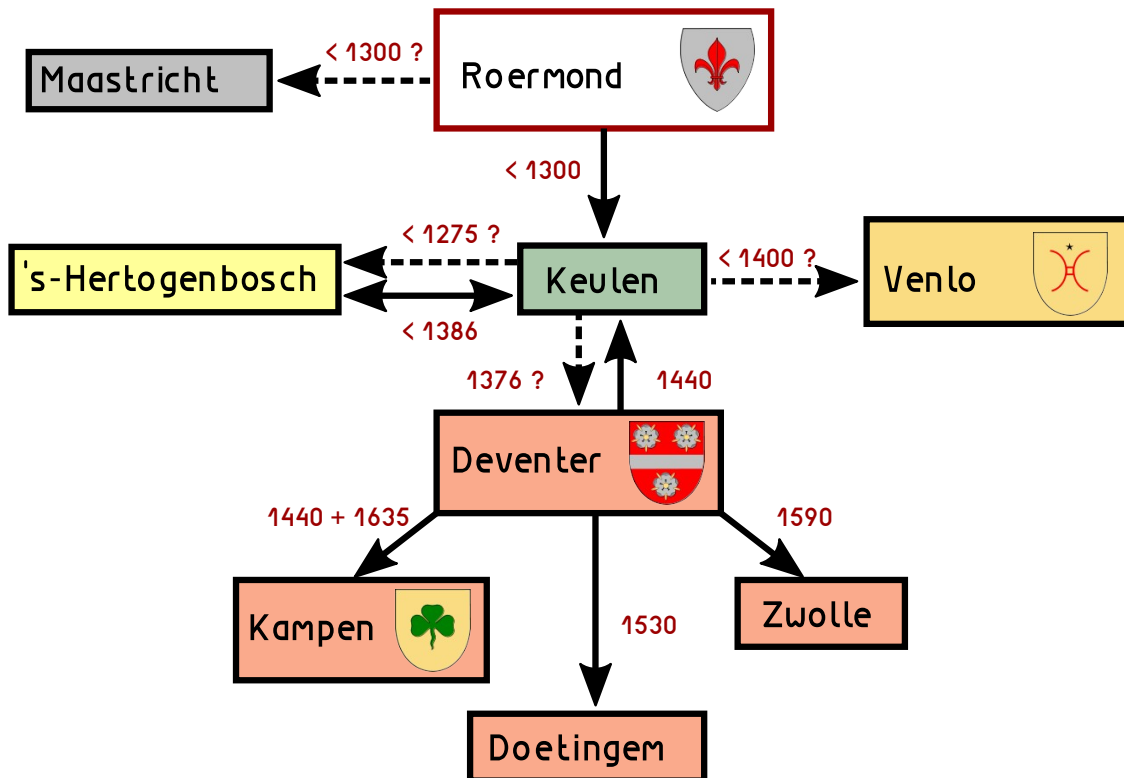 < 1300 ?
Maastricht
Roermond
< 1300
< 1275 ?
< 1400 ?
's-Hertogenbosch
Keulen
Venlo
< 1386
1376 ?
1440
Deventer
1440 + 1635
1590
Kampen
Zwolle
1530
Doetingem